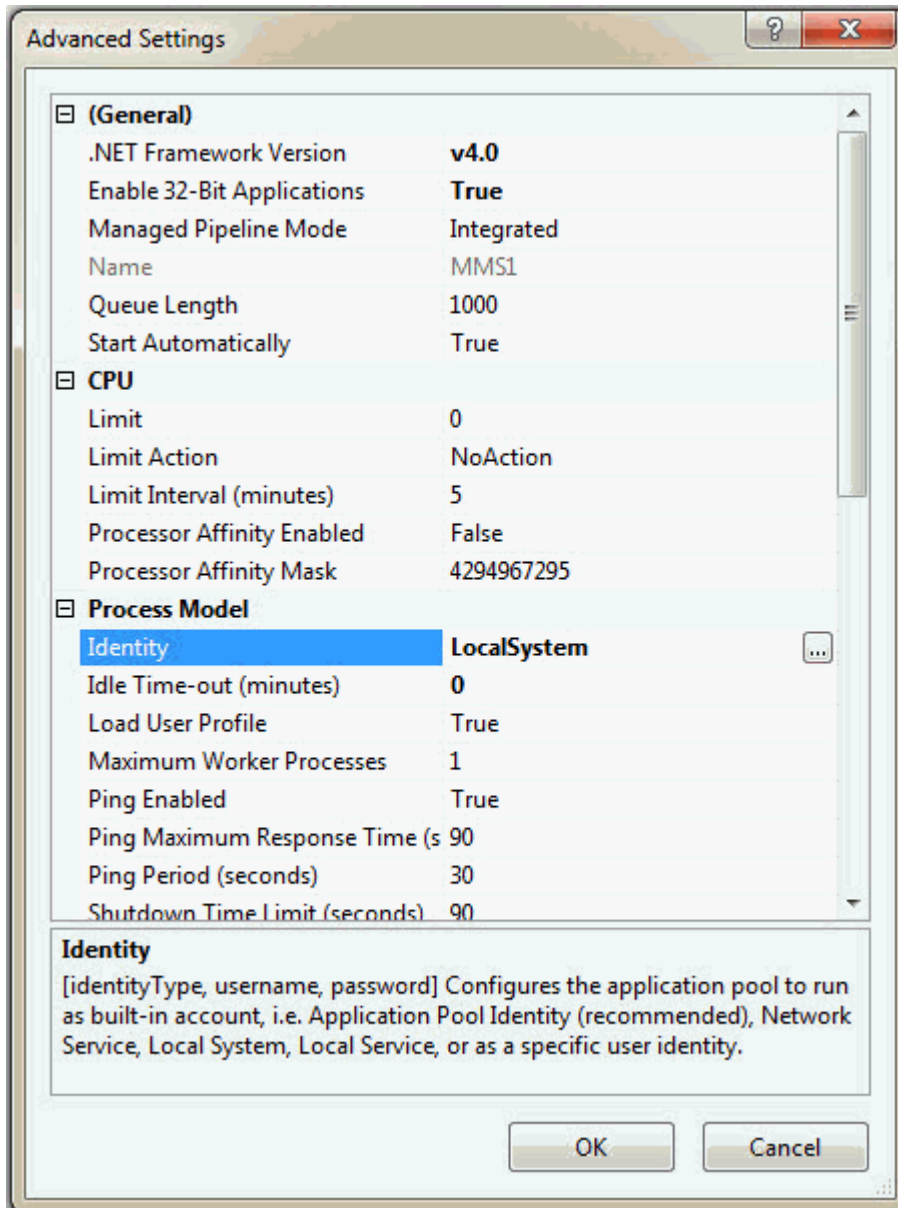 Advanced Settings
(General)
.NET Framework Version v4.0
Enable 32-Bit Applications True
Managed Pipeline Mode Integrated
Name MMS1
Queue Length 1000
Start Automatically True
CPU
Limit 0
Limit Action NoAction
Limit Interval (minutes) 5
Processor Affinity Enabled False
Processor Affinity Mask 4294967295
Process Model
Identity LocalSystem ...
Idle Time-out (minutes) 0
Load User Profile True
Maximum Worker Processes 1
Ping Enabled True
Ping Maximum Response Time (s 90
Ping Period (seconds) 30
Shutdown Time Limit (seconds) 90
Identity
[identityType, username, password] Configures the application pool to run
as built-in account, i.e. Application Pool Identity (recommended), Network
Service, Local System, Local Service, or as a specific user identity.
OK Cancel